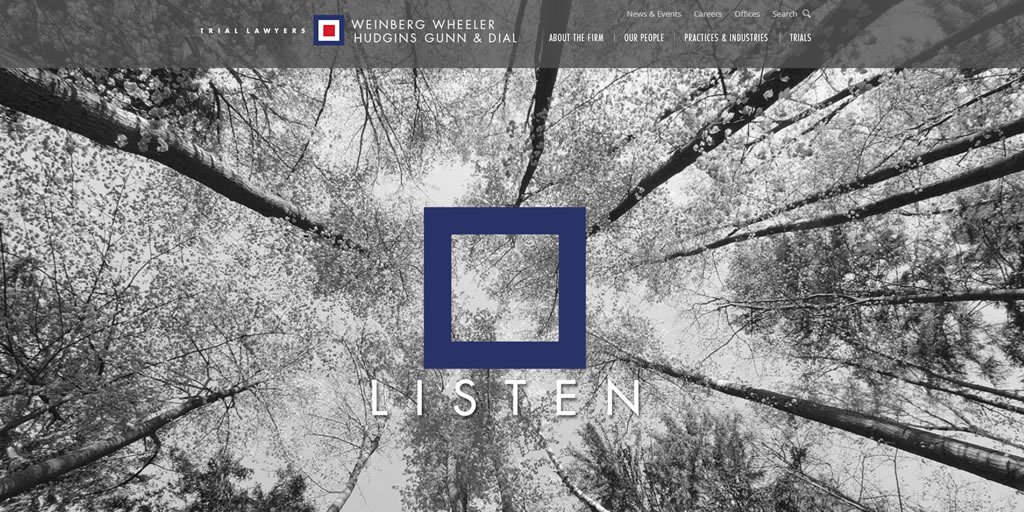 News & Events Careers Offices Search
TRIAL LAWYERS
WEINBERG WHEELER
HUDGINS GUNN & DIAL
ABOUT THE FIRM OUR PEOPLE PRACTICES & INDUSTRIES TRIALS
LISTEN